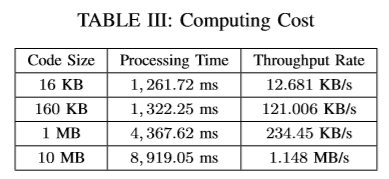 TABLE III: Computing Cost
Code Size Processing Time Throughput Rate
16 KB 1, 261.72 ms 12.681 KB/s
160 KB 1, 322.25 ms 121.006 KB/s
1 MB 4, 367.62 ms 234.45 KB/s
10 MB 8, 919.05 ms 1.148 MB/s